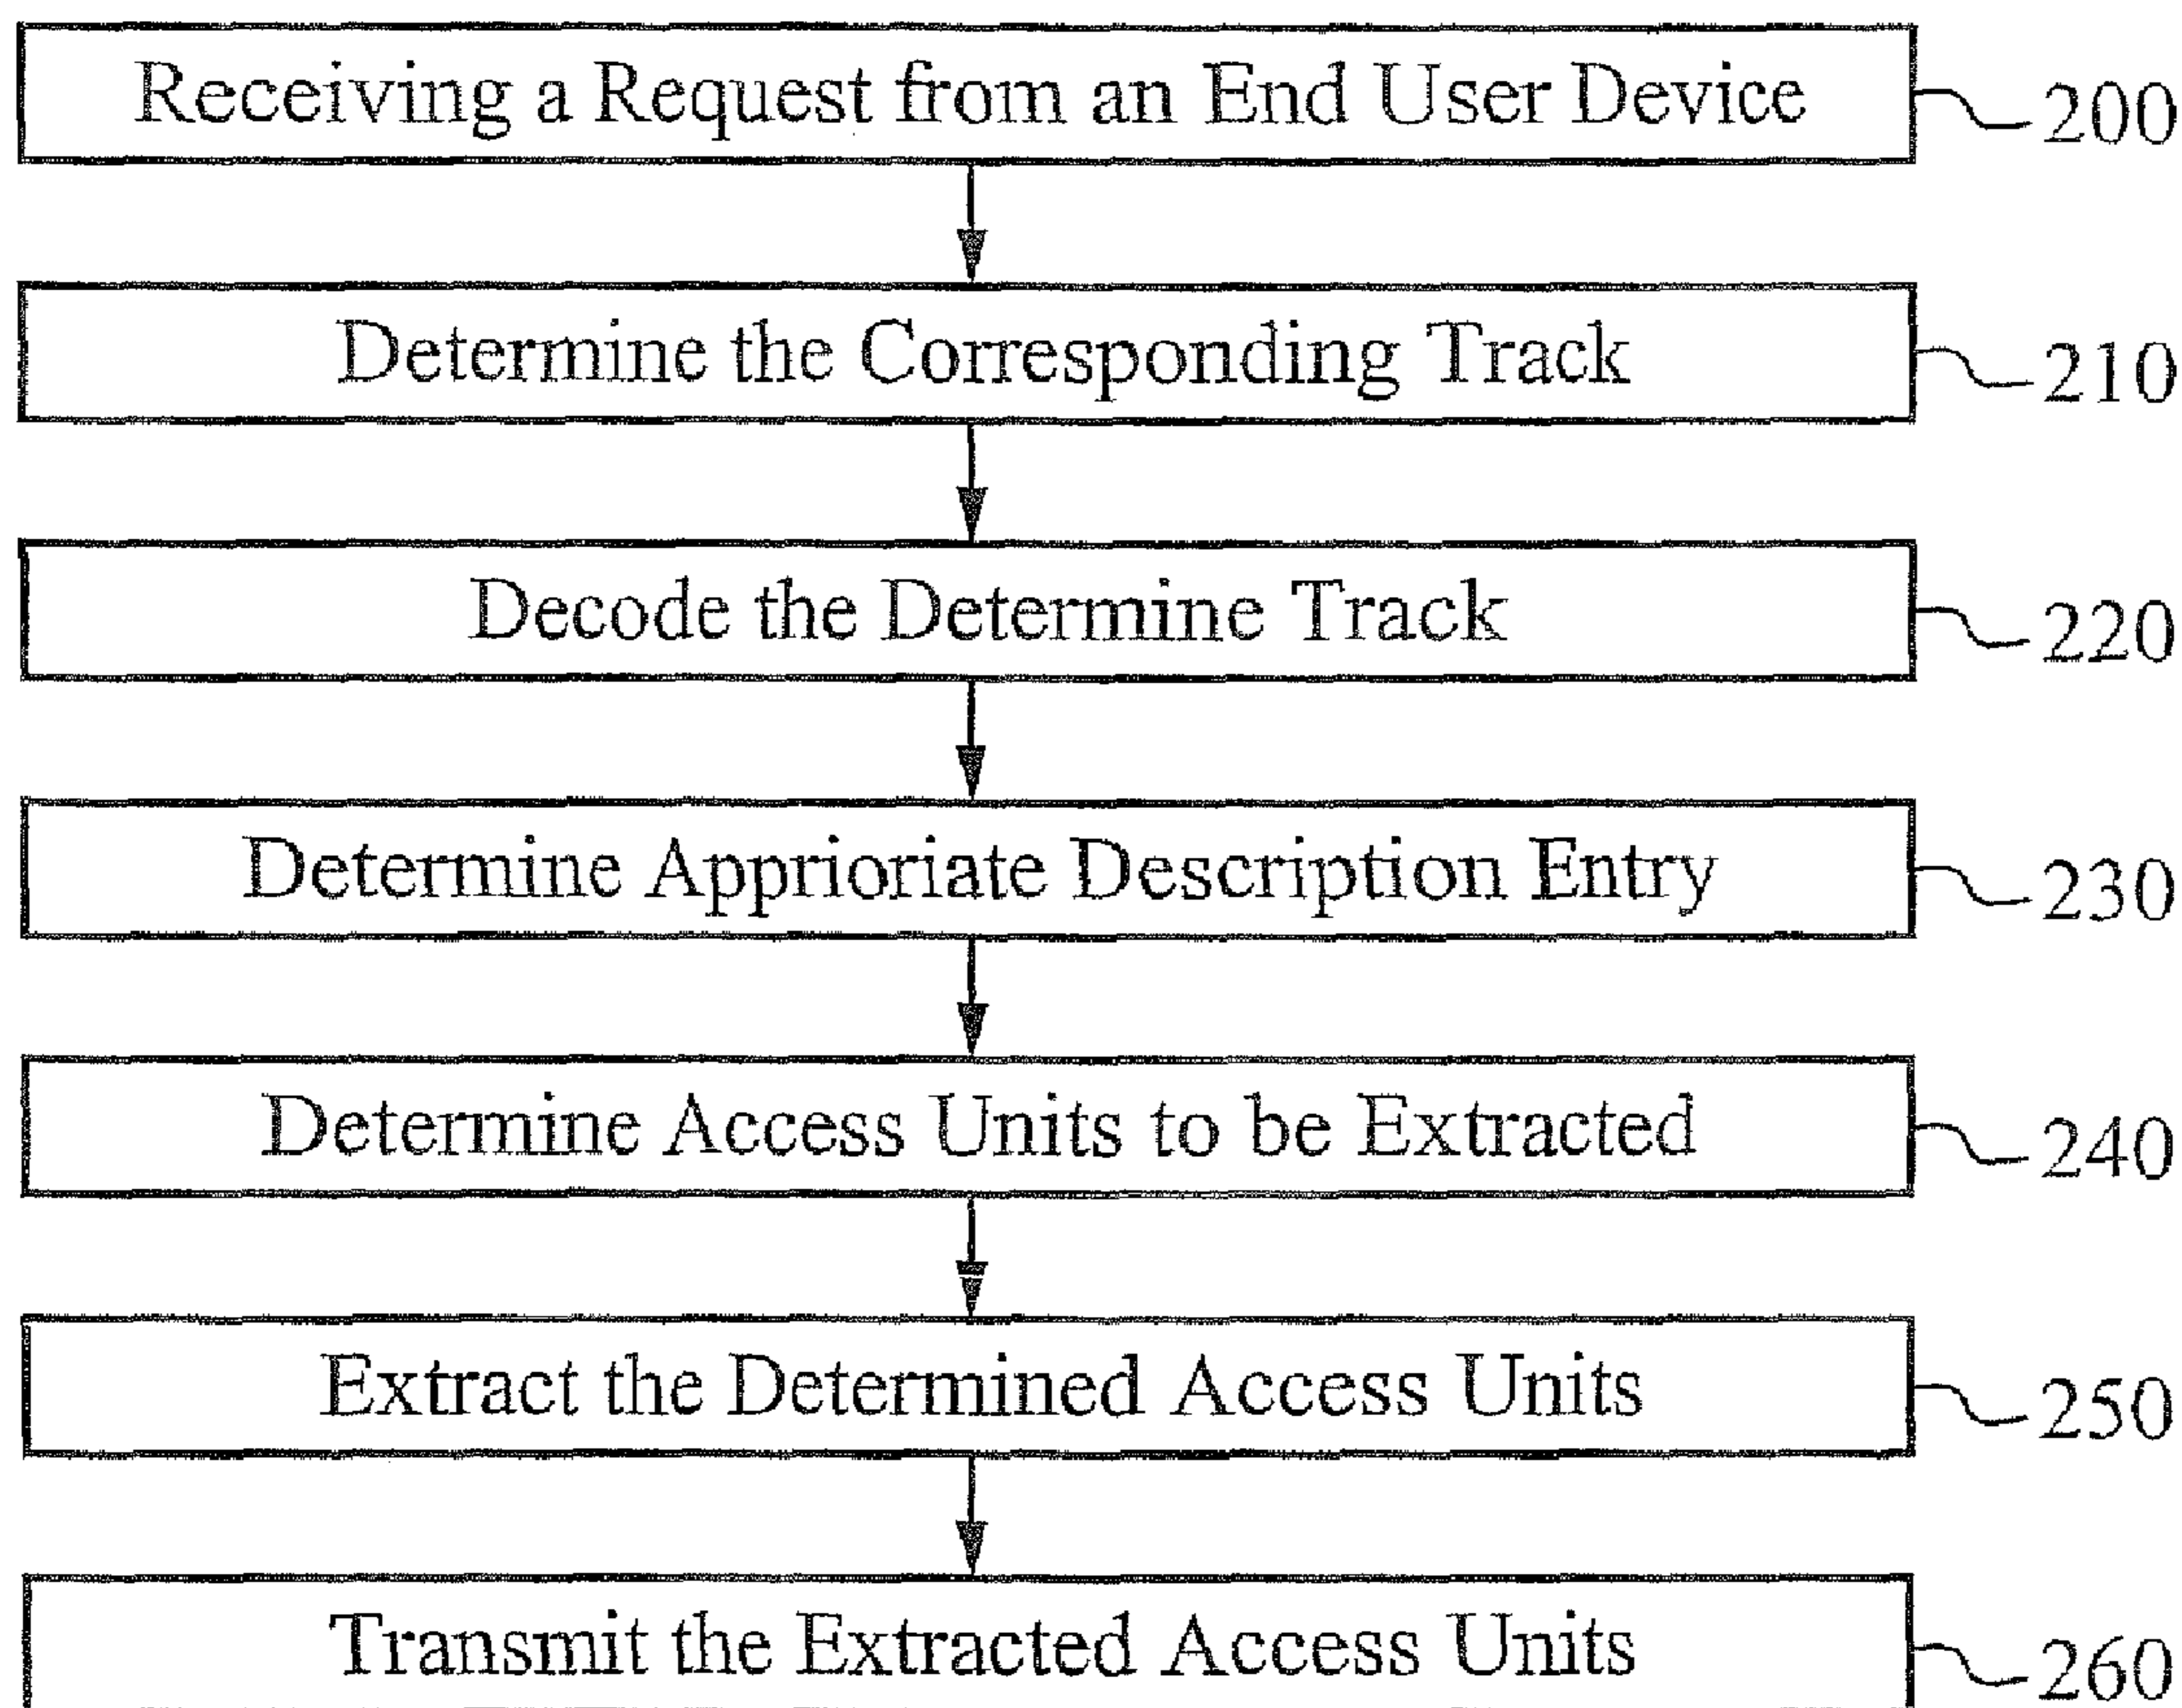 Receiving a Request from an End User Device 200
Determine the Corresponding Track 210
Decode the Determine Track 220
Determine Apprioriate Description Entry 230
Determine Access Units to be Extracted 240
Extract the Determined Access Units 250
Transmit the Extracted Access Units 260